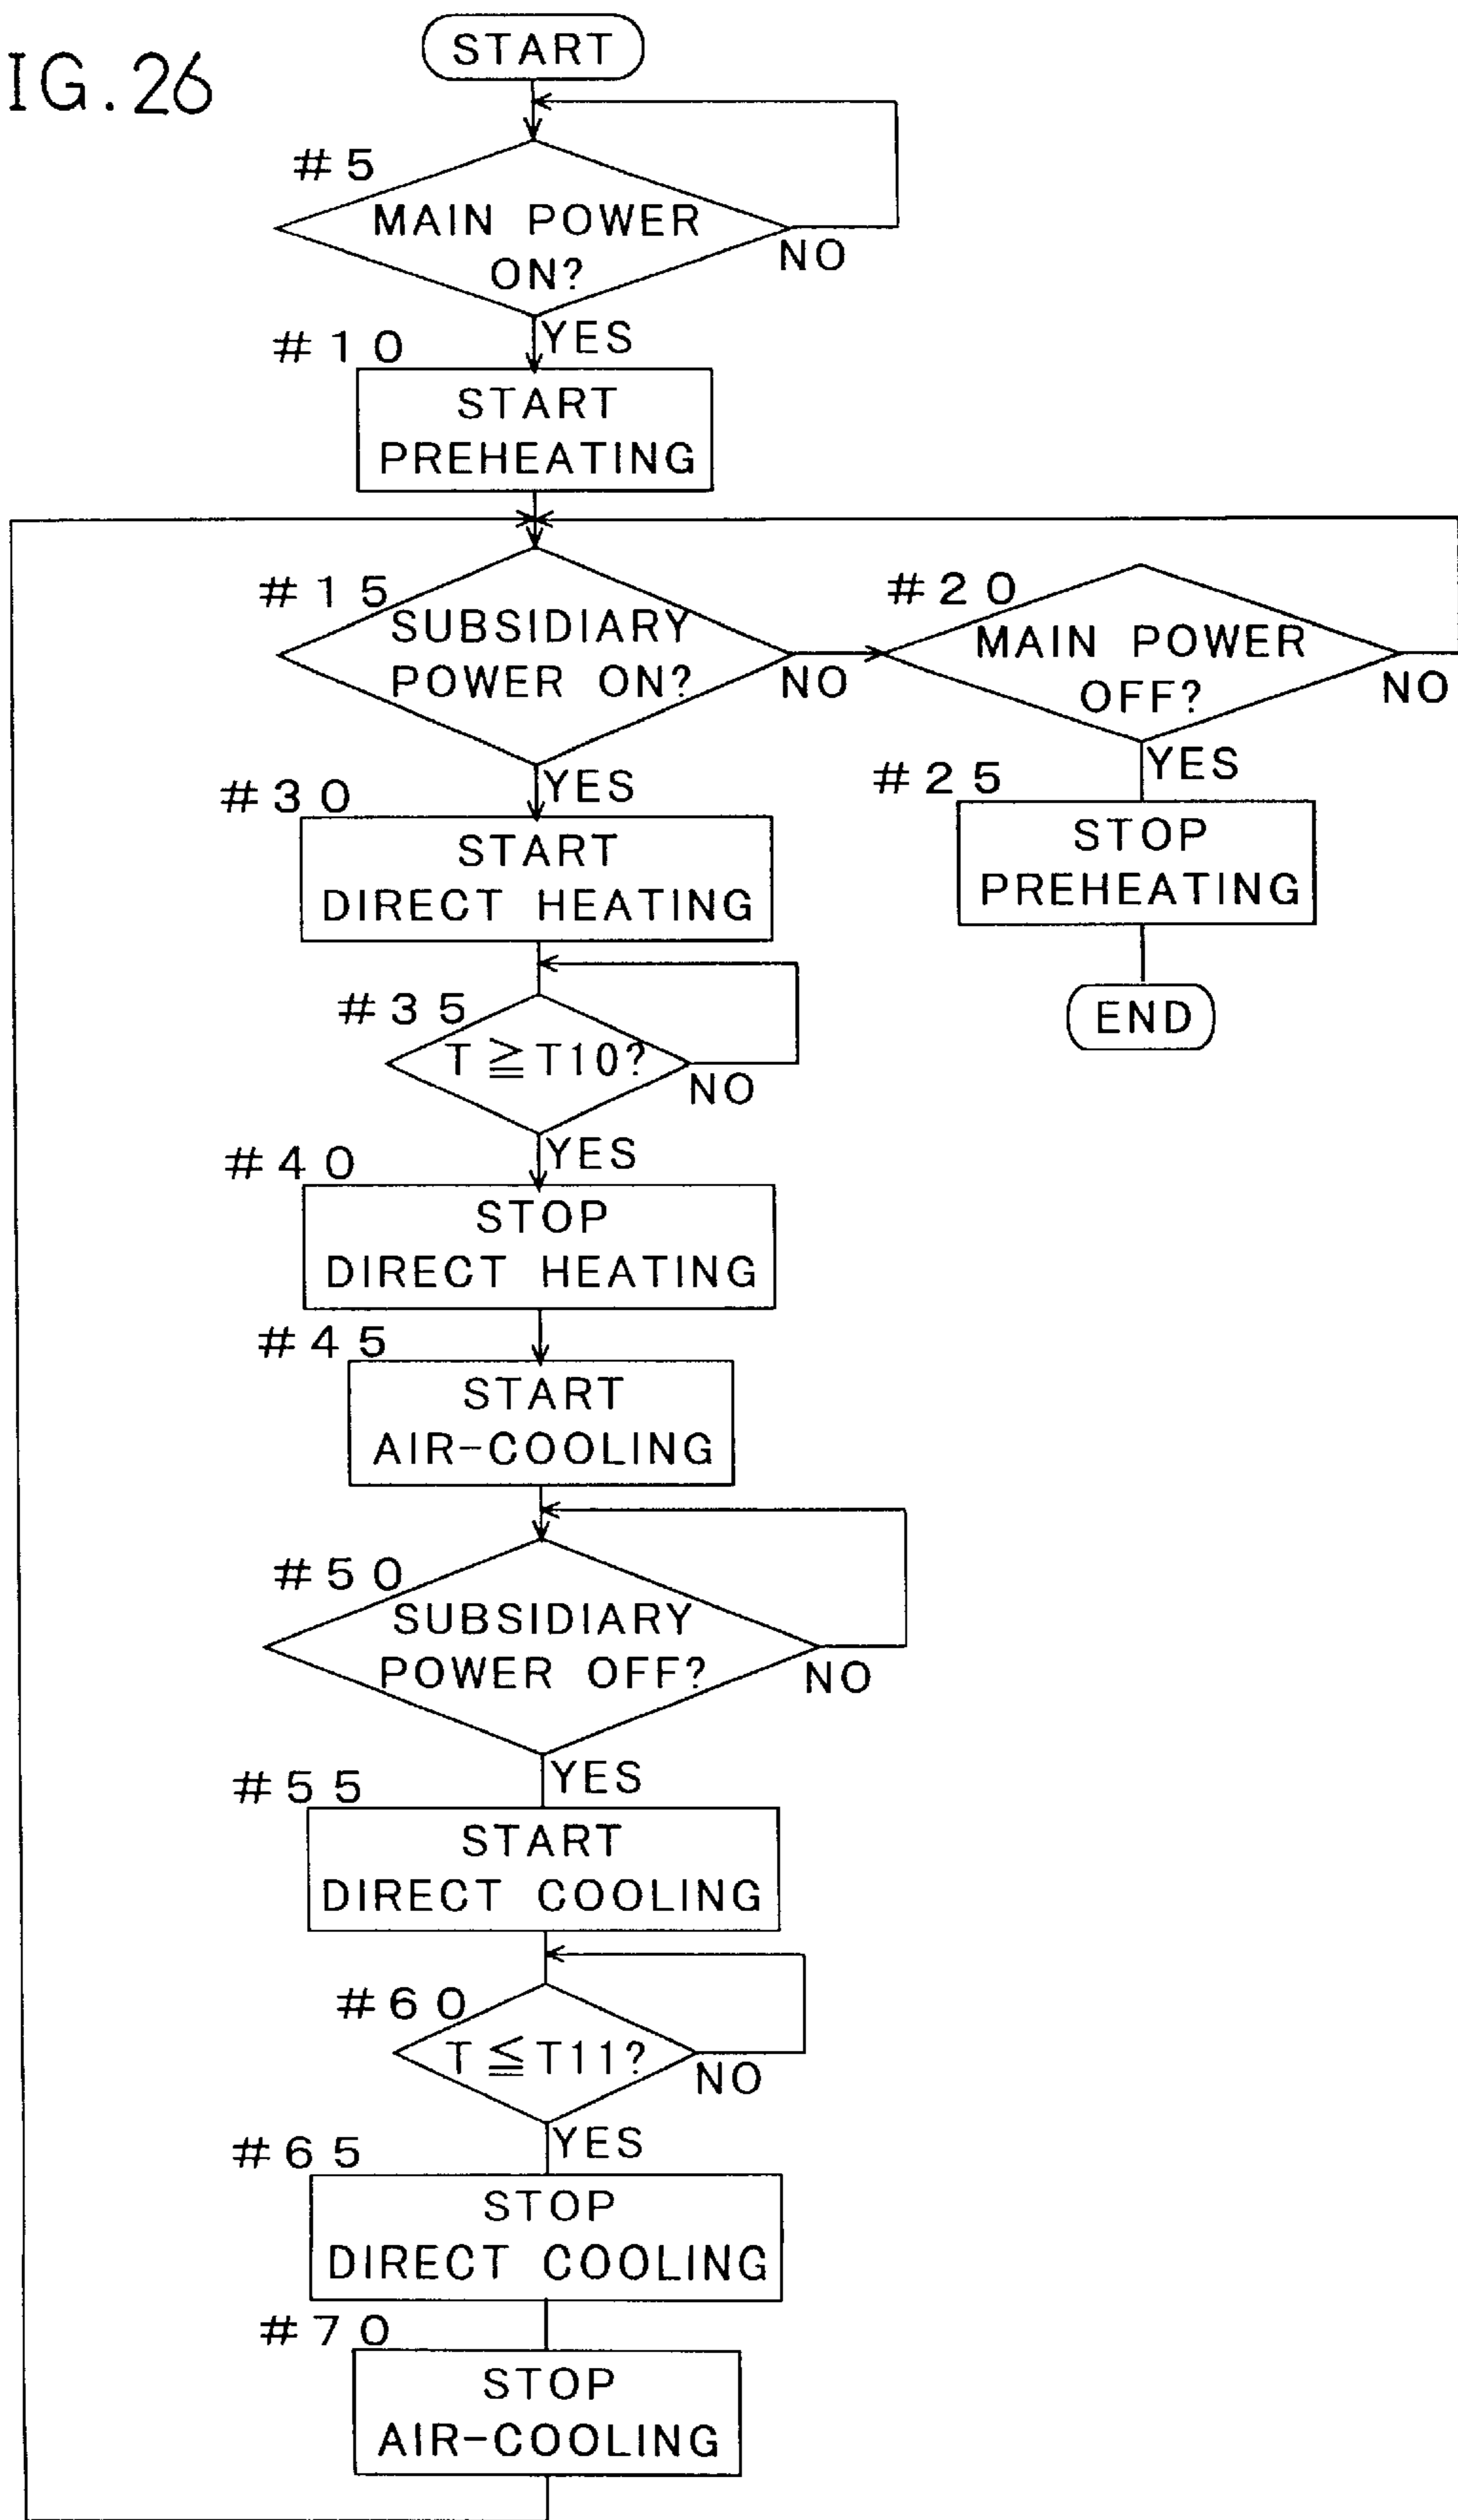 IG.26
START
#5
MAIN POWER
ON?
NO
YES
#10
START
PREHEATING
#15
SUBSIDIARY
POWER ON?
NO
#20
MAIN POWER
OFF?
NO
YES
#25
STOP
PREHEATING
END
YES
#30
START
DIRECT HEATING
#35
T ≧ T10?
NO
YES
#40
STOP
DIRECT HEATING
#45
START
AIR-COOLING
#50
SUBSIDIARY
POWER OFF?
NO
YES
#55
START
DIRECT COOLING
#60
T ≦ T11?
NO
YES
#65
STOP
DIRECT COOLING
#70
STOP
AIR-COOLING